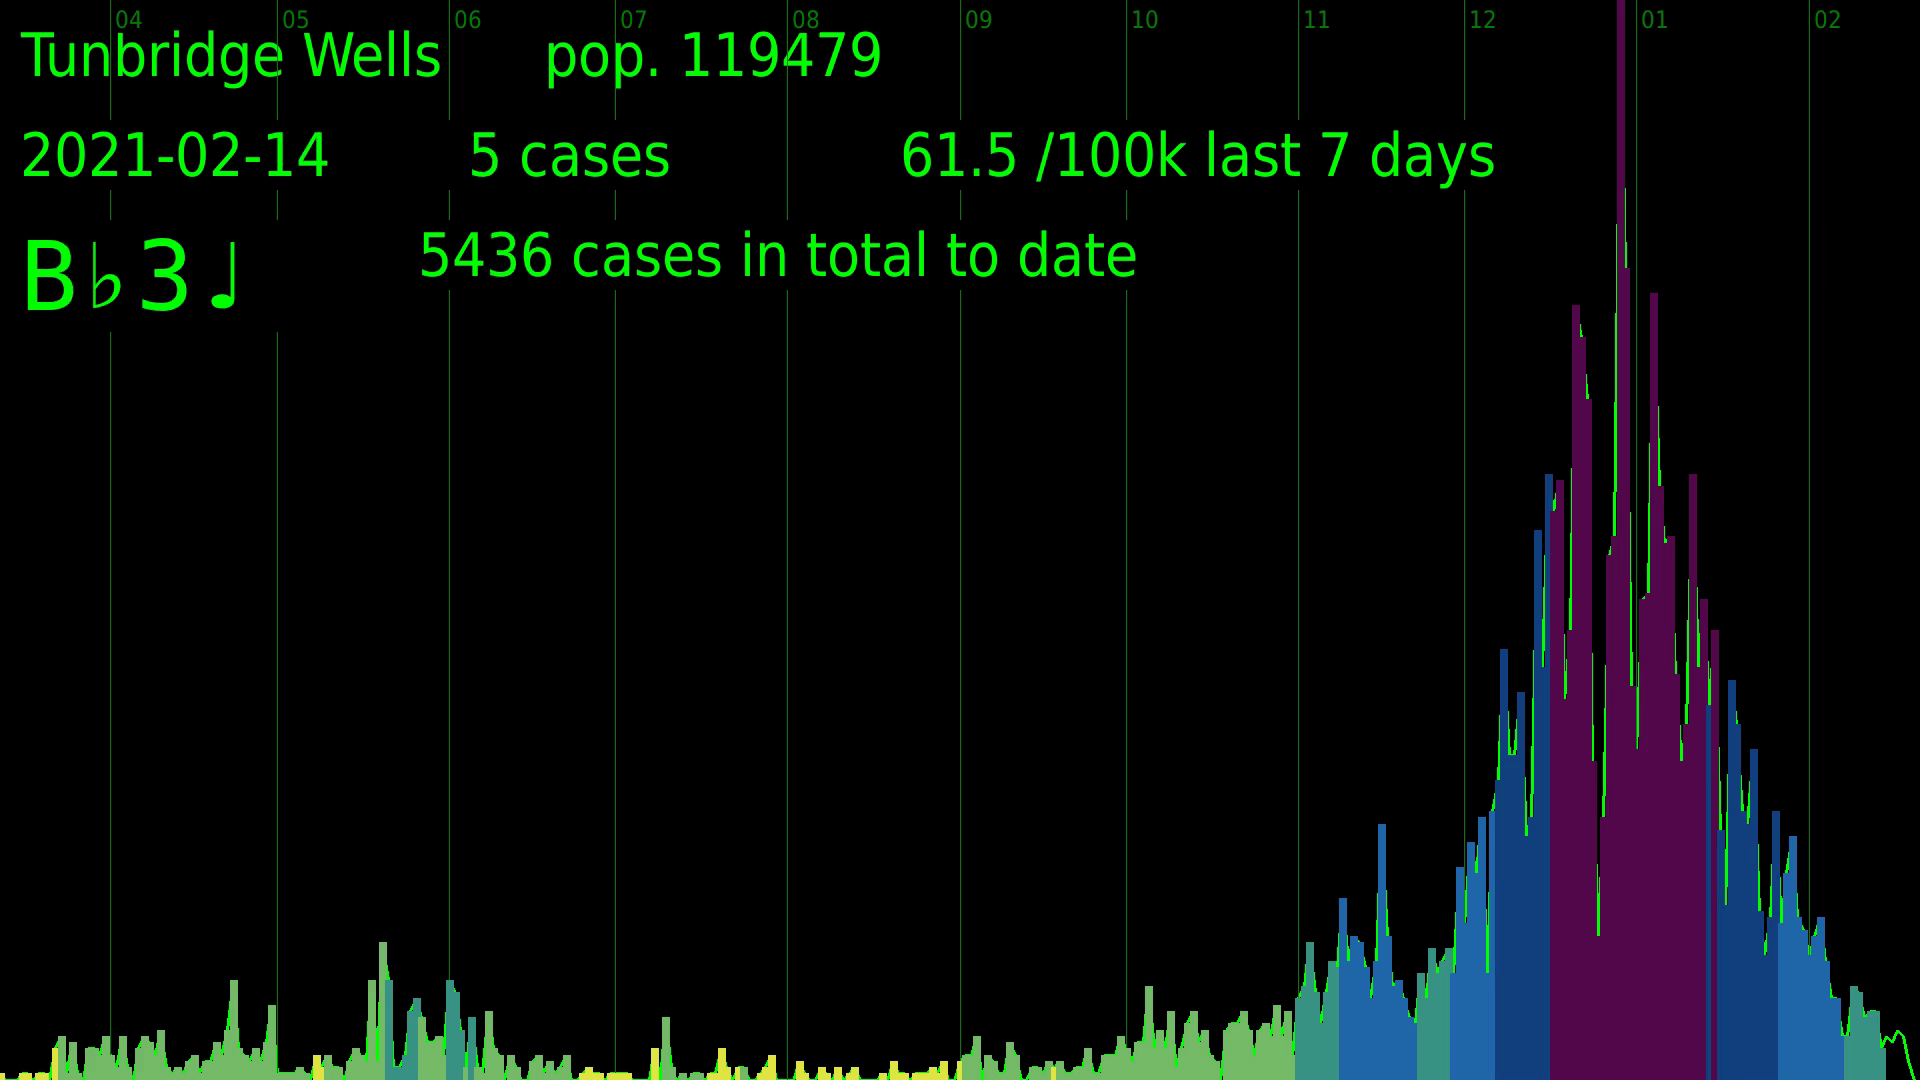 04 05 06 07 08 09 10 11 12 01 02
Tunbridge Wells pop. 119479
2021-02-14 5 cases 61.5 /100k last 7 days
B♭3♩ 5436 cases in total to date